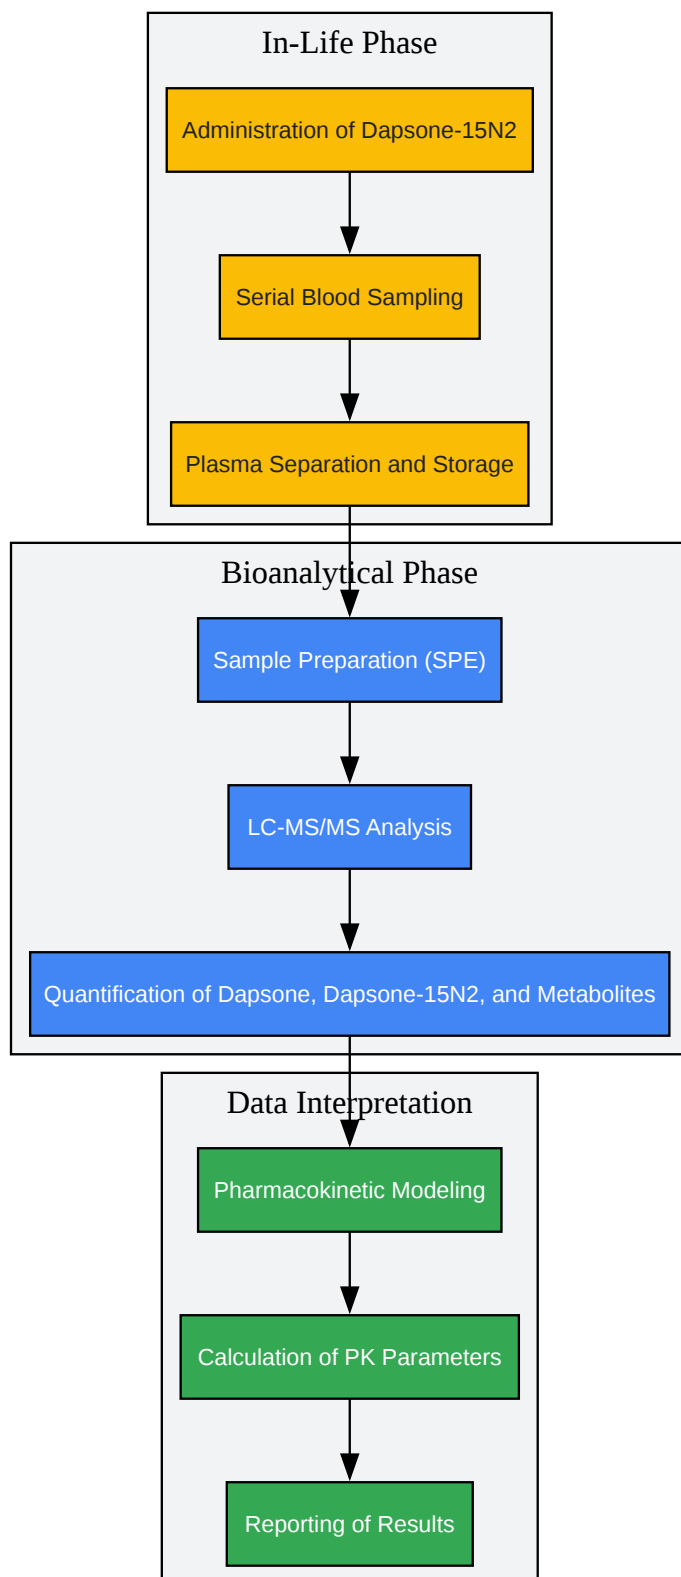 In-Life Phase
Administration of Dapsone-15N2
Serial Blood Sampling
Plasma Separation and Storage
Bioanalytical Phase
Sample Preparation (SPE)
LC-MS/MS Analysis
Quantification of Dapsone, Dapsone-15N2, and Metabolites
Data Interpretation
Pharmacokinetic Modeling
Calculation of PK Parameters
Reporting of Results